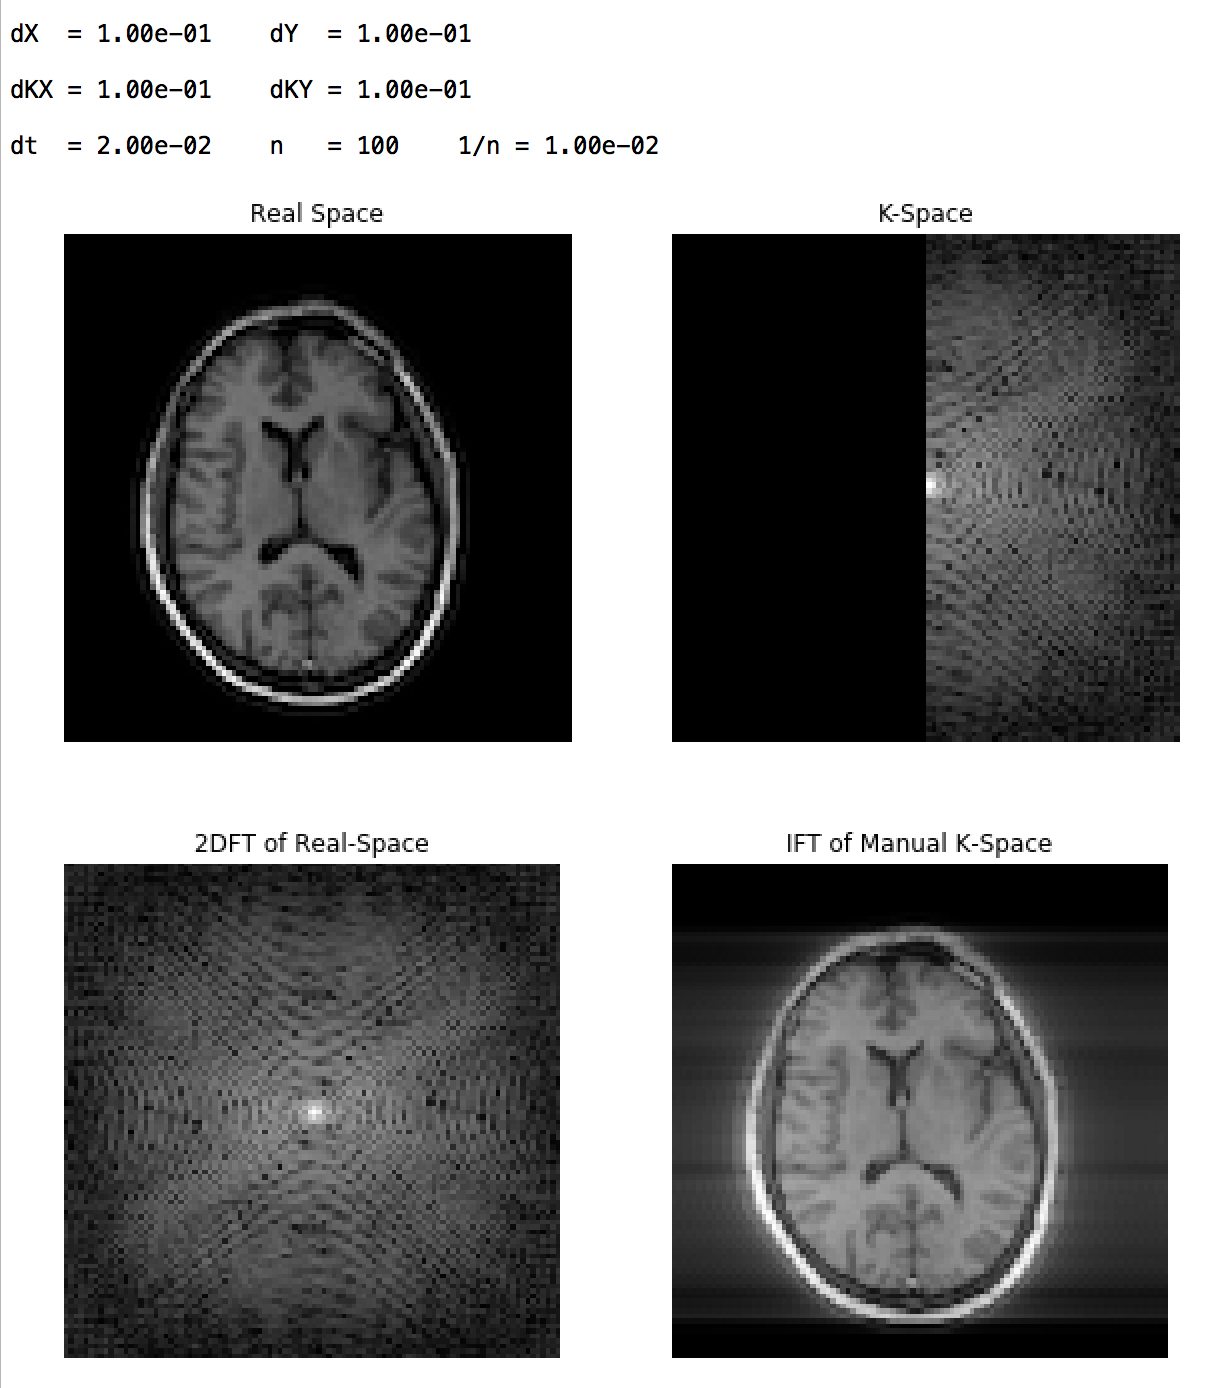 dX  = 1.00e-01    dY  = 1.00e-01
dKX = 1.00e-01    dKY = 1.00e-01
dt  = 2.00e-02    n   = 100    1/n = 1.00e-02
Real Space
K-Space
2DFT of Real-Space
IFT of Manual K-Space